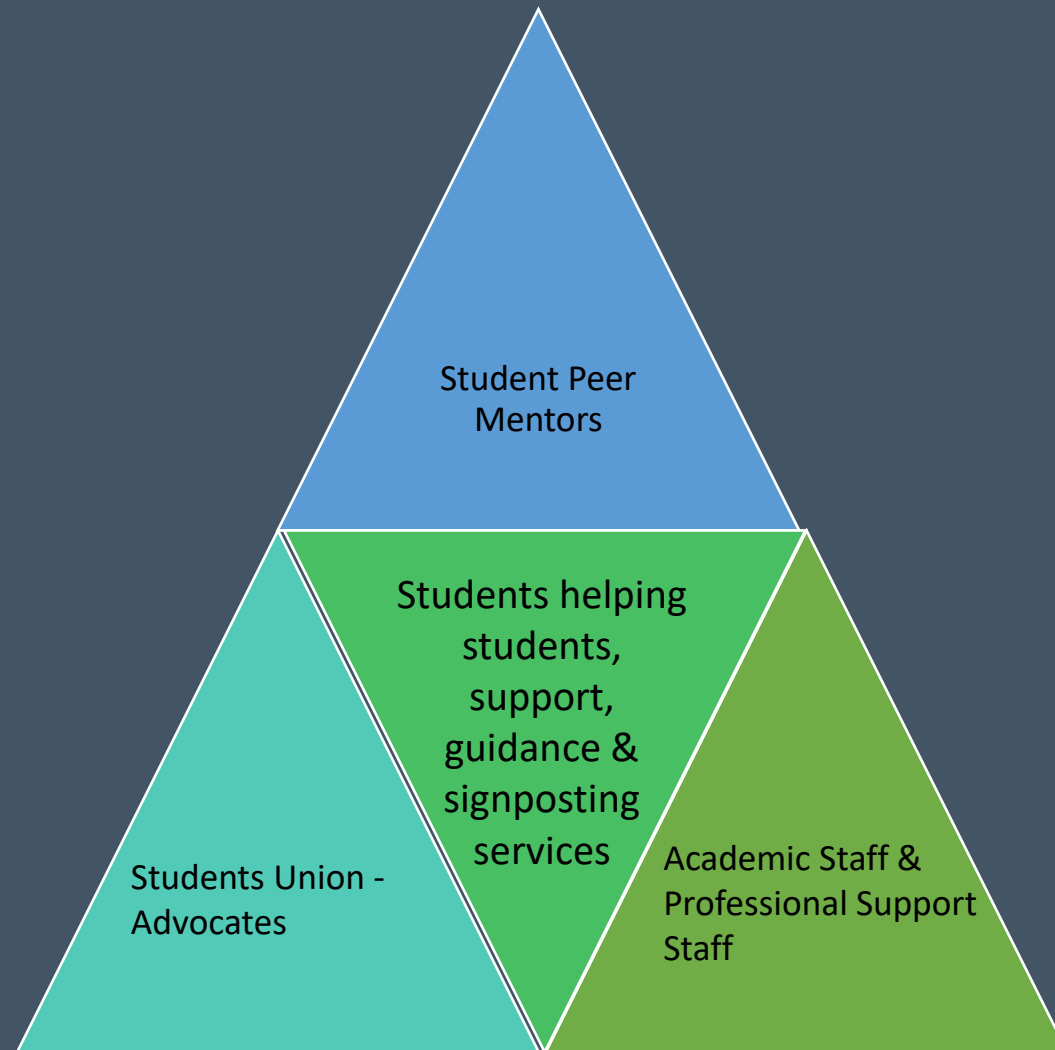 Student Peer
Mentors
Students helping
students,
support,
guidance &
signposting
services
Students Union -
Advocates
Academic Staff &
Professional Support
Staff